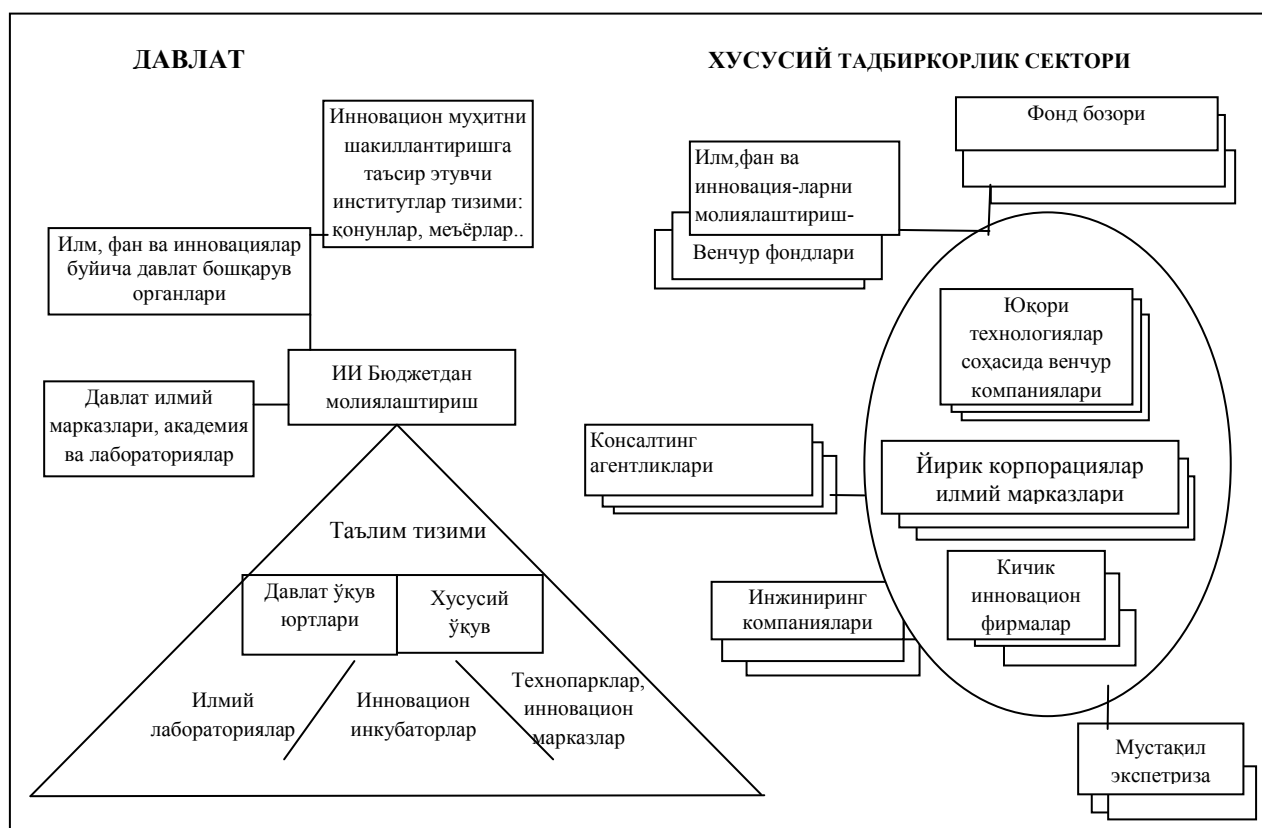 ДАВЛАТ
Инновацион муҳитни
шакиллантиришга
таъсир этувчи
институтлар тизими:
қонунлар, меъёрлар..
Илм, фан ва инновациялар
буйича давлат бошқарув
органлари
ИИ Бюджетдан
молиялаштириш
Давлат илмий
марказлари, академия
ва лабораториялар
Таълим тизими
Давлат ўқув
юртлари
Хусусий
ўқув
Илмий
лабораториялар
Инновацион
инкубаторлар
Технопарклар,
инновацион
марказлар
ХУСУСИЙ ТАДБИРКОРЛИК СЕКТОРИ
Фонд бозори
Илм,фан ва
инновация-ларни
молиялаштириш-
Венчур фондлари
Юқори
технологиялар
соҳасида венчур
компаниялари
Консалтинг
агентликлари
Йирик корпорациялар
илмий марказлари
Инжиниринг
компаниялари
Кичик
инновацион
фирмалар
Мустақил
экспетриза